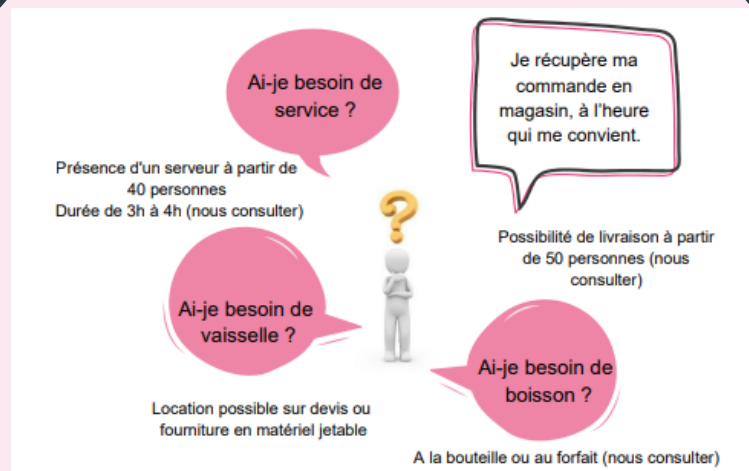 Ai-je besoin de
service ?
Présence d'un serveur à partir de
40 personnes
Durée de 3h à 4h (nous consulter)
Je récupère ma
commande en
magasin, à l'heure
qui me convient.
Possibilité de livraison à partir
de 50 personnes (nous
consulter)
Ai-je besoin de
vaisselle ?
Location possible sur devis ou
fourniture en matériel jetable
Ai-je besoin de
boisson ?
A la bouteille ou au forfait (nous consulter)